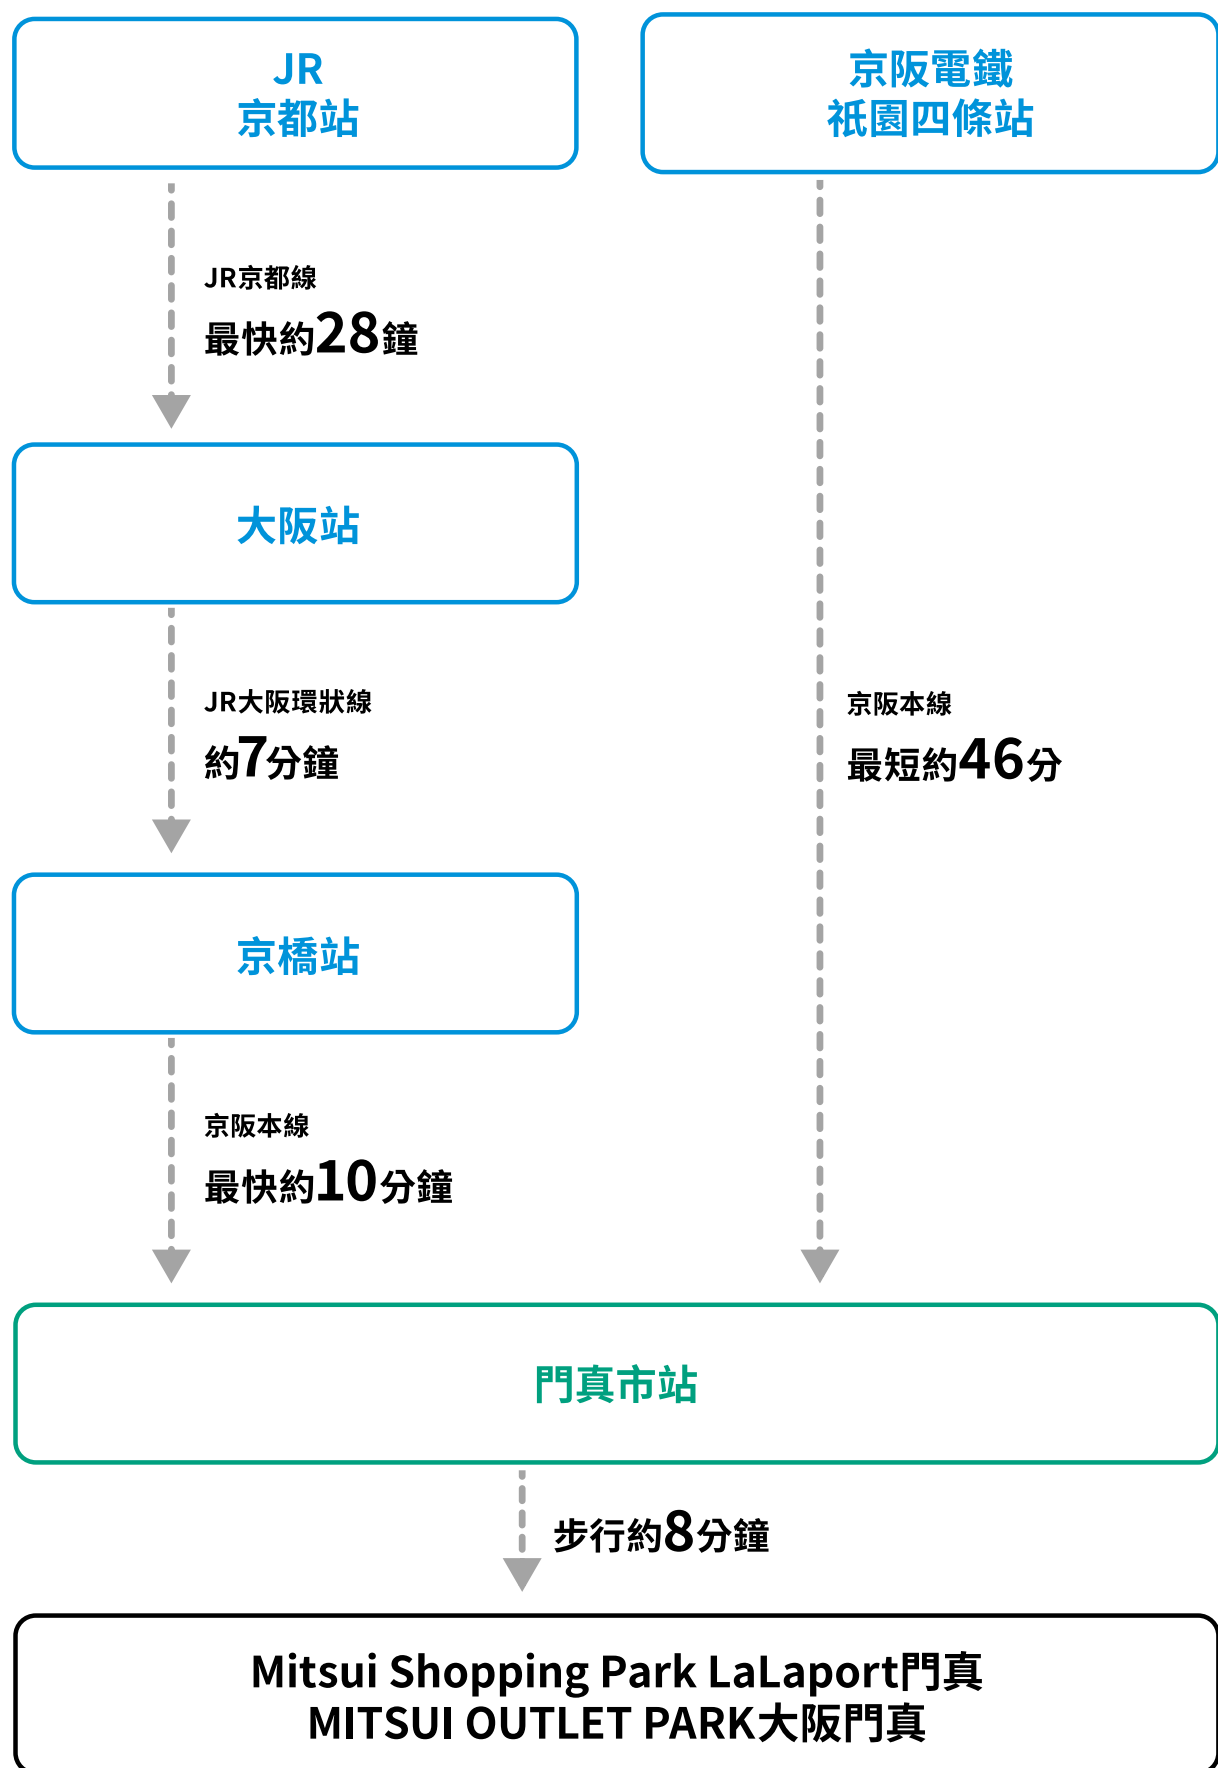 JR
京都站
JR京都線
最快約28鐘
大阪站
JR大阪環狀線
約7分鐘
京橋站
京阪本線
最快約10分鐘
京阪電鐵
祇園四條站
京阪本線
最短約46分
門真市站
步行約8分鐘
Mitsui Shopping Park LaLaport門真
MITSUI OUTLET PARK大阪門真